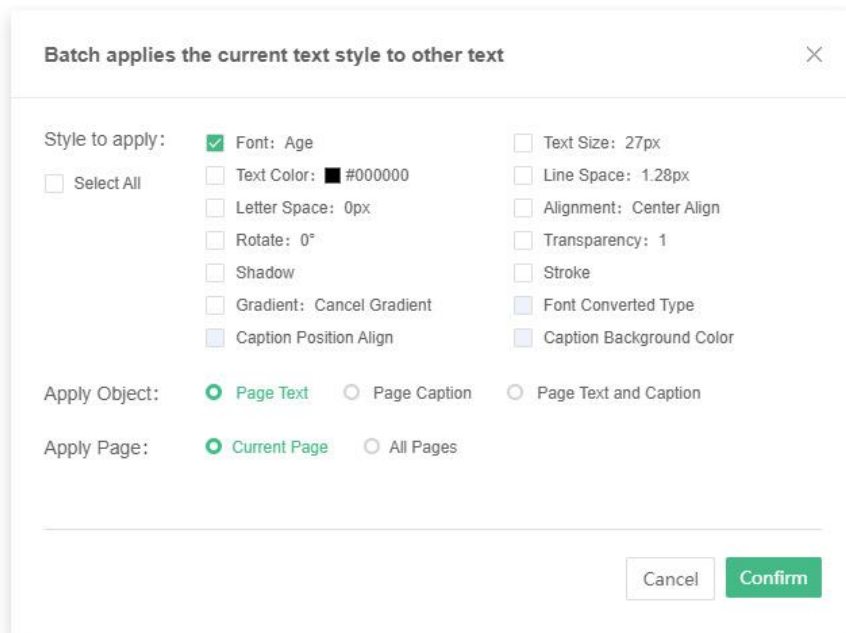 Batch applies the current text style to other text
Style to apply:
Select All
Font: Age
Text Size: 27px
Text Color: #000000
Line Space: 1.28px
Letter Space: 0px
Alignment: Center Align
Rotate: 0°
Transparency: 1
Shadow
Stroke
Gradient: Cancel Gradient
Font Converted Type
Caption Position Align
Caption Background Color
Apply Object:
Page Text
Page Caption
Page Text and Caption
Apply Page:
Current Page
All Pages
Cancel
Confirm